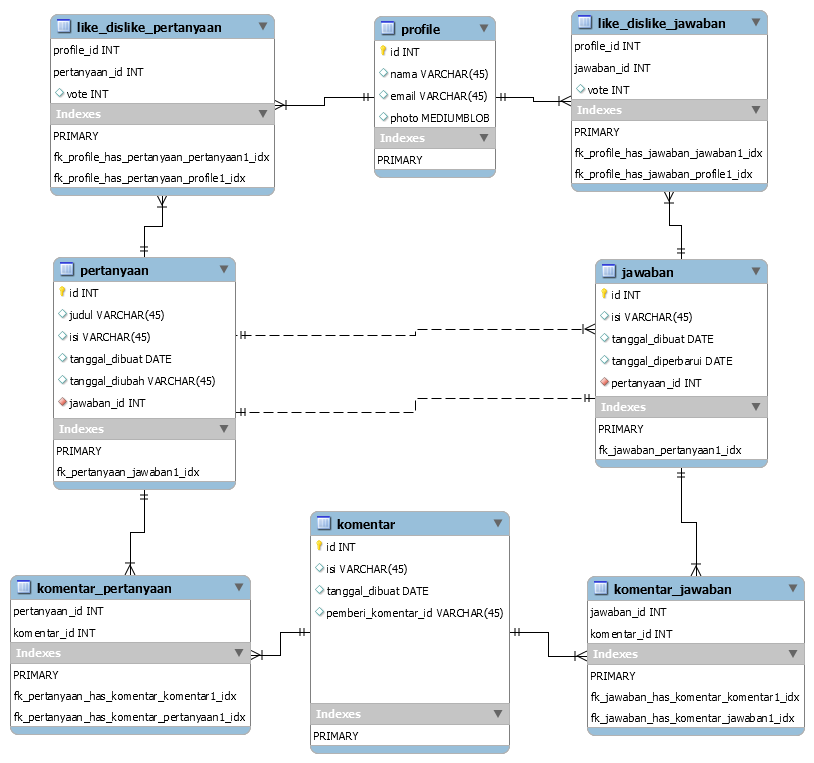 like_dislike_pertanyaan
profile_id INT
pertanyaan_id INT
vote INT
Indexes
PRIMARY
fk_profile_has_pertanyaan_pertanyaan1_idx
fk_profile_has_pertanyaan_profile1_idx
profile
id INT
nama VARCHAR(45)
email VARCHAR(45)
photo MEDIUMBLOB
Indexes
PRIMARY
like_dislike_jawaban
profile_id INT
jawaban_id INT
vote INT
Indexes
PRIMARY
fk_profile_has_jawaban_jawaban1_idx
fk_profile_has_jawaban_profile1_idx
pertanyaan
id INT
judul VARCHAR(45)
isi VARCHAR(45)
tanggal_dibuat DATE
tanggal_diubah VARCHAR(45)
jawaban_id INT
Indexes
PRIMARY
fk_pertanyaan_jawaban1_idx
jawaban
id INT
isi VARCHAR(45)
tanggal_dibuat DATE
tanggal_diperbarui DATE
pertanyaan_id INT
Indexes
PRIMARY
fk_jawaban_pertanyaan1_idx
komentar_pertanyaan
pertanyaan_id INT
komentar_id INT
Indexes
PRIMARY
fk_pertanyaan_has_komentar_komentar1_idx
fk_pertanyaan_has_komentar_pertanyaan1_idx
komentar
id INT
isi VARCHAR(45)
tanggal_dibuat DATE
pemberi_komentar_id VARCHAR(45)
Indexes
PRIMARY
komentar_jawaban
jawaban_id INT
komentar_id INT
Indexes
PRIMARY
fk_jawaban_has_komentar_komentar1_idx
fk_jawaban_has_komentar_jawaban1_idx